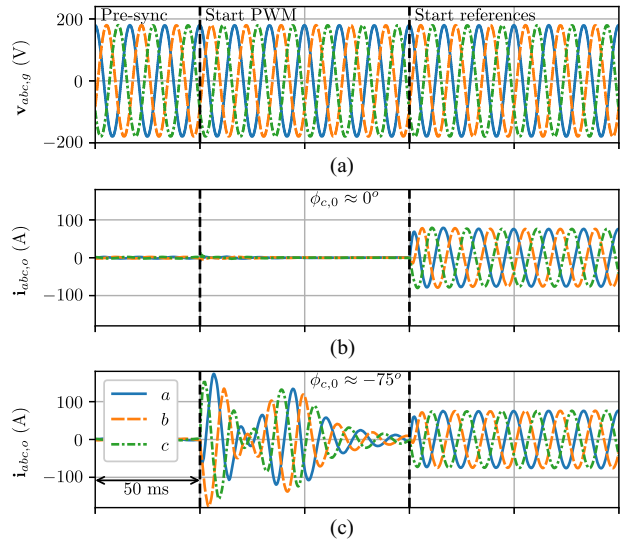 Pre-sync Start PWM Start references
200
0
−200
v_{abc,g} (V)
(a)
ϕ_{c,0} ≈ 0°
100
0
−100
i_{abc,o} (A)
(b)
ϕ_{c,0} ≈ −75°
100
0
−100
i_{abc,o} (A)
a
b
c
50 ms
(c)